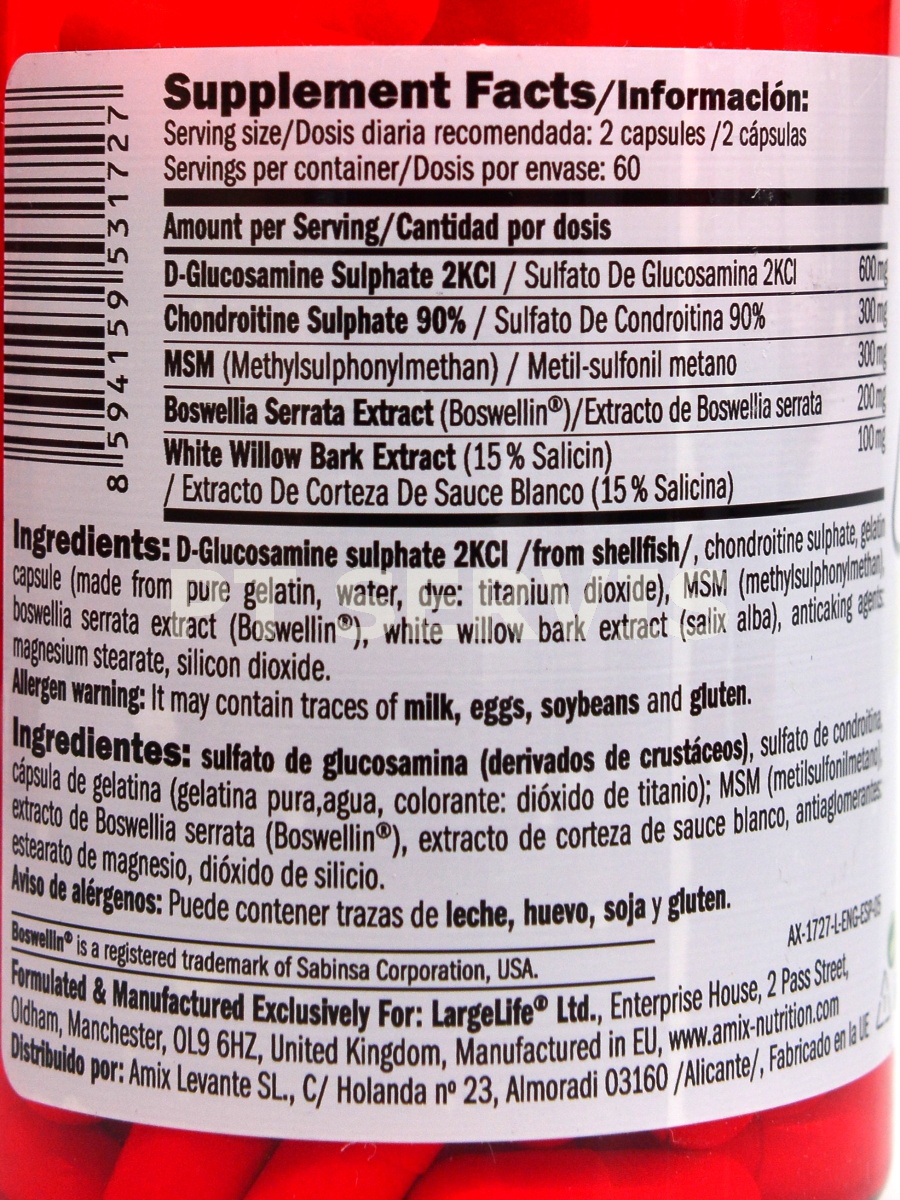 Supplement Facts/Información:
Serving size/Dosis diaria recomendada: 2 capsules /2 cápsulas
Servings per container/Dosis por envase: 60
Amount per Serving/Cantidad por dosis
D-Glucosamine Sulphate 2KCl / Sulfato De Glucosamina 2KCl 600mg
Chondroitine Sulphate 90% / Sulfato De Condroitina 90% 300mg
MSM (Methylsulphonylmethan) / Metil-sulfonil metano 300mg
Boswellia Serrata Extract (Boswellin®)/Extracto de Boswellia serrata 200mg
White Willow Bark Extract (15% Salicin) 100mg
/ Extracto De Corteza De Sauce Blanco (15% Salicina)
8 594159 531727
Ingredients: D-Glucosamine sulphate 2KCl /from shellfish/, chondroitine sulphate, gelatin
capsule (made from pure gelatin, water, dye: titanium dioxide), MSM (methylsulphonylmethan),
boswellia serrata extract (Boswellin®), white willow bark extract (salix alba), anticaking agents:
magnesium stearate, silicon dioxide.
Allergen warning: It may contain traces of milk, eggs, soybeans and gluten.
Ingredientes: sulfato de glucosamina (derivados de crustáceos), sulfato de condroitina,
cápsula de gelatina (gelatina pura,agua, colorante: dióxido de titanio); MSM (metilsulfonilmetano),
extracto de Boswellia serrata (Boswellin®), extracto de corteza de sauce blanco, antiaglomerantes:
estearato de magnesio, dióxido de silicio.
Aviso de alérgenos: Puede contener trazas de leche, huevo, soja y gluten.
AX-1727-L-ENG-ESP-05
Boswellin® is a registered trademark of Sabinsa Corporation, USA.
Formulated & Manufactured Exclusively For: LargeLife® Ltd., Enterprise House, 2 Pass Street,
Oldham, Manchester, OL9 6HZ, United Kingdom, Manufactured in EU, www.amix-nutrition.com
Distribuido por: Amix Levante SL., C/ Holanda nº 23, Almoradi 03160 /Alicante/, Fabricado en la UE
PT SERVIS